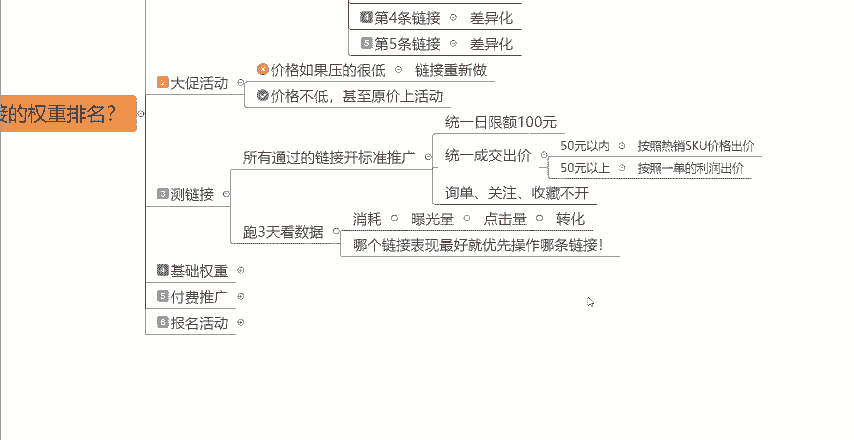 4 第4条链接 差异化
5 第5条链接 差异化
接的权重排名?
2 大促活动
价格如果压的很低 链接重新做
价格不低，甚至原价上活动
3 测链接
所有通过的链接开标准推广
统一日限额100元
统一成交出价
50元以内 按照热销SKU价格出价
50元以上 按照一单的利润出价
询单、关注、收藏不开
跑3天看数据
消耗 曝光量 点击量 转化
哪个链接表现最好就优先操作哪条链接!
4 基础权重
5 付费推广
6 报名活动